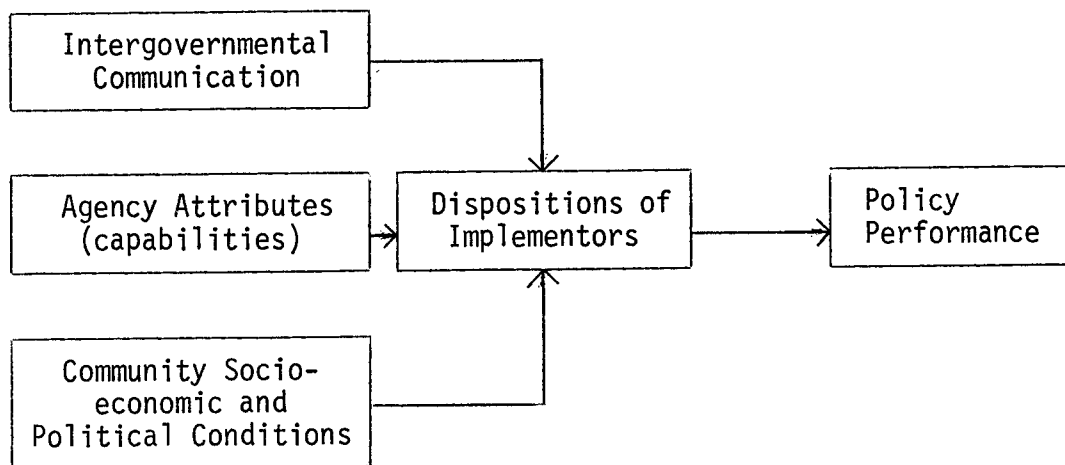 Intergovernmental
Communication
Agency Attributes
(capabilities)
Dispositions of
Implementors
Policy
Performance
Community Socio-
economic and
Political Conditions